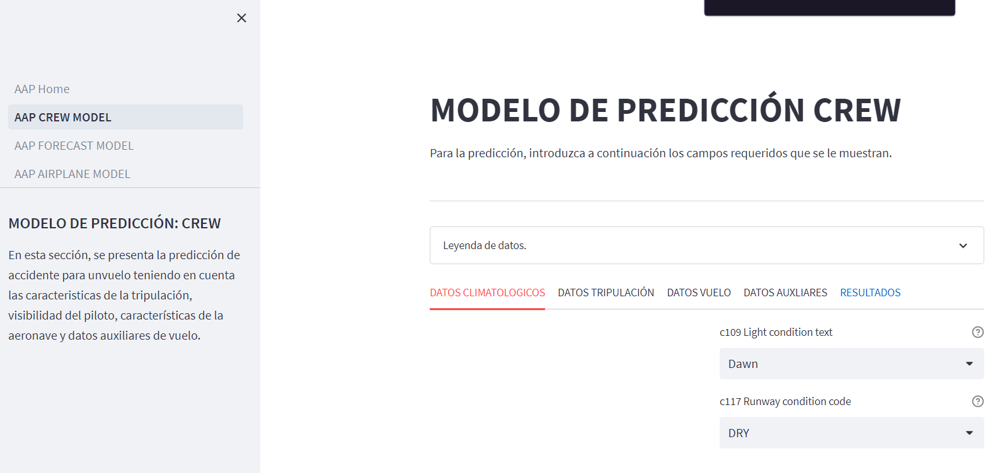 AAP Home
AAP CREW MODEL
AAP FORECAST MODEL
AAP AIRPLANE MODEL
MODELO DE PREDICCIÓN: CREW
En esta sección, se presenta la predicción de
accidente para unvuelo teniendo en cuenta
las caracteristicas de la tripulación,
visibilidad del piloto, características de la
aeronave y datos auxiliares de vuelo.
MODELO DE PREDICCIÓN CREW
Para la predicción, introduzca a continuación los campos requeridos que se le muestran.
Leyenda de datos.
DATOS CLIMATOLOGICOS DATOS TRIPULACIÓN DATOS VUELO DATOS AUXLIARES RESULTADOS
c109 Light condition text
Dawn
c117 Runway condition code
DRY